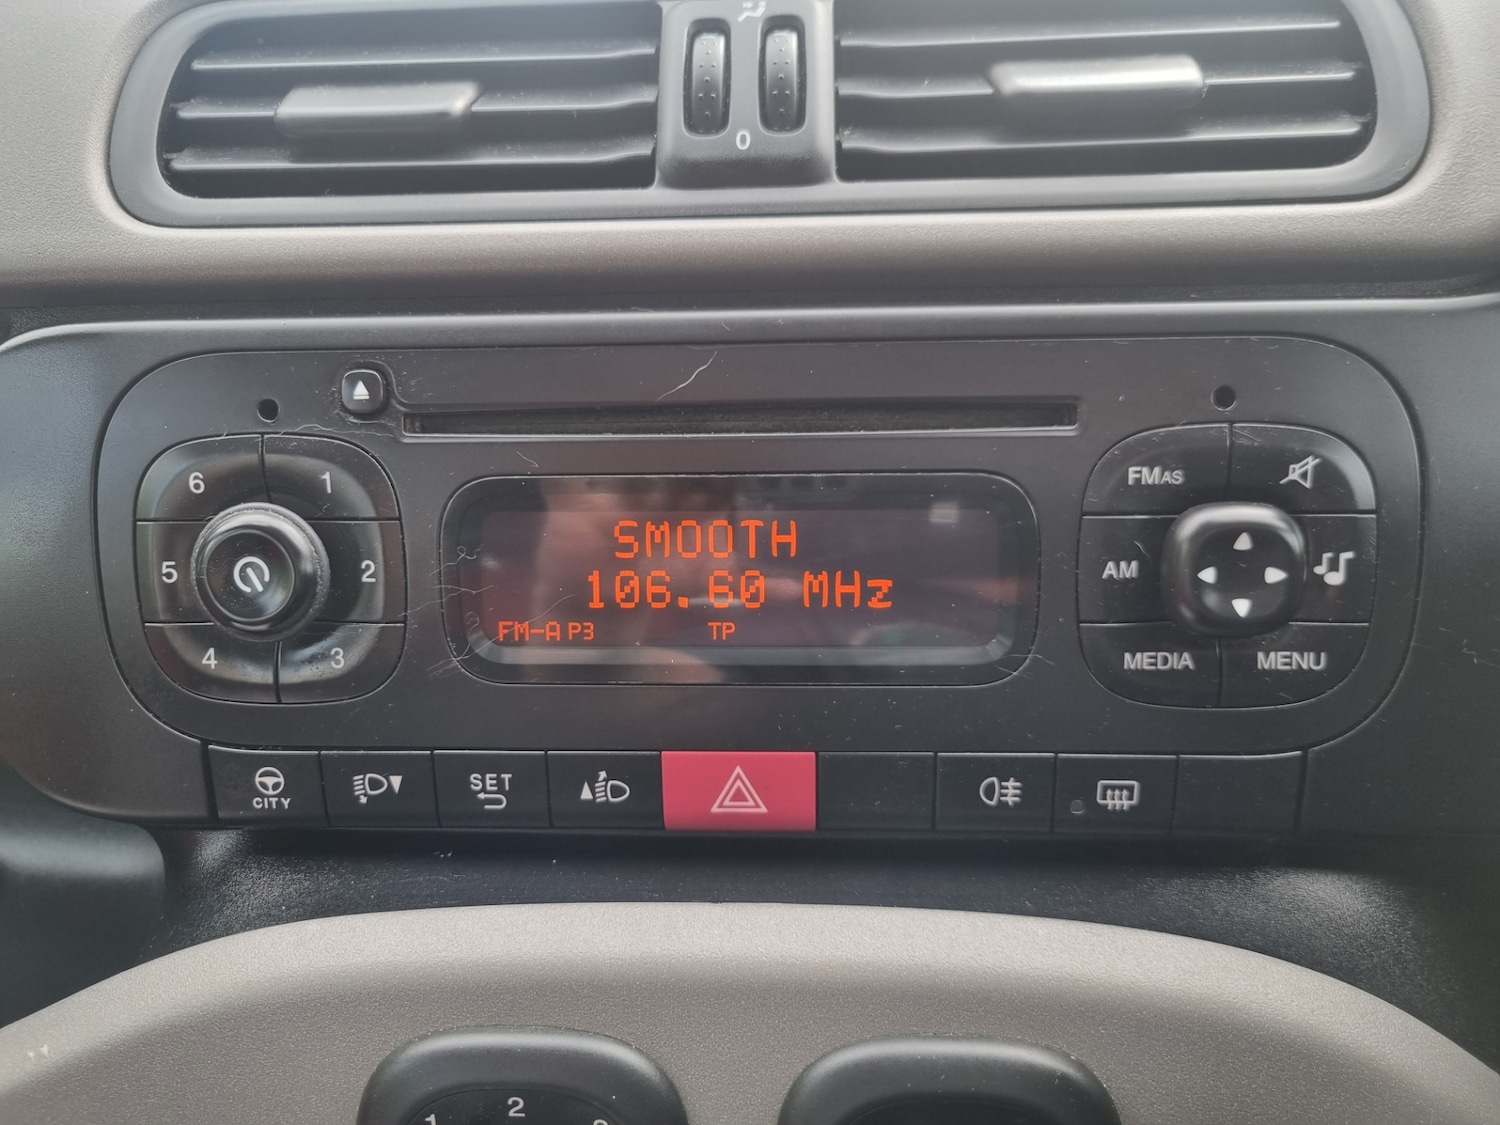 0
6 1
5 2
4 3
SMOOTH
106.60 MHz
FM-A P3 TP
FMAS
AM
MEDIA MENU
CITY
SET
1 2